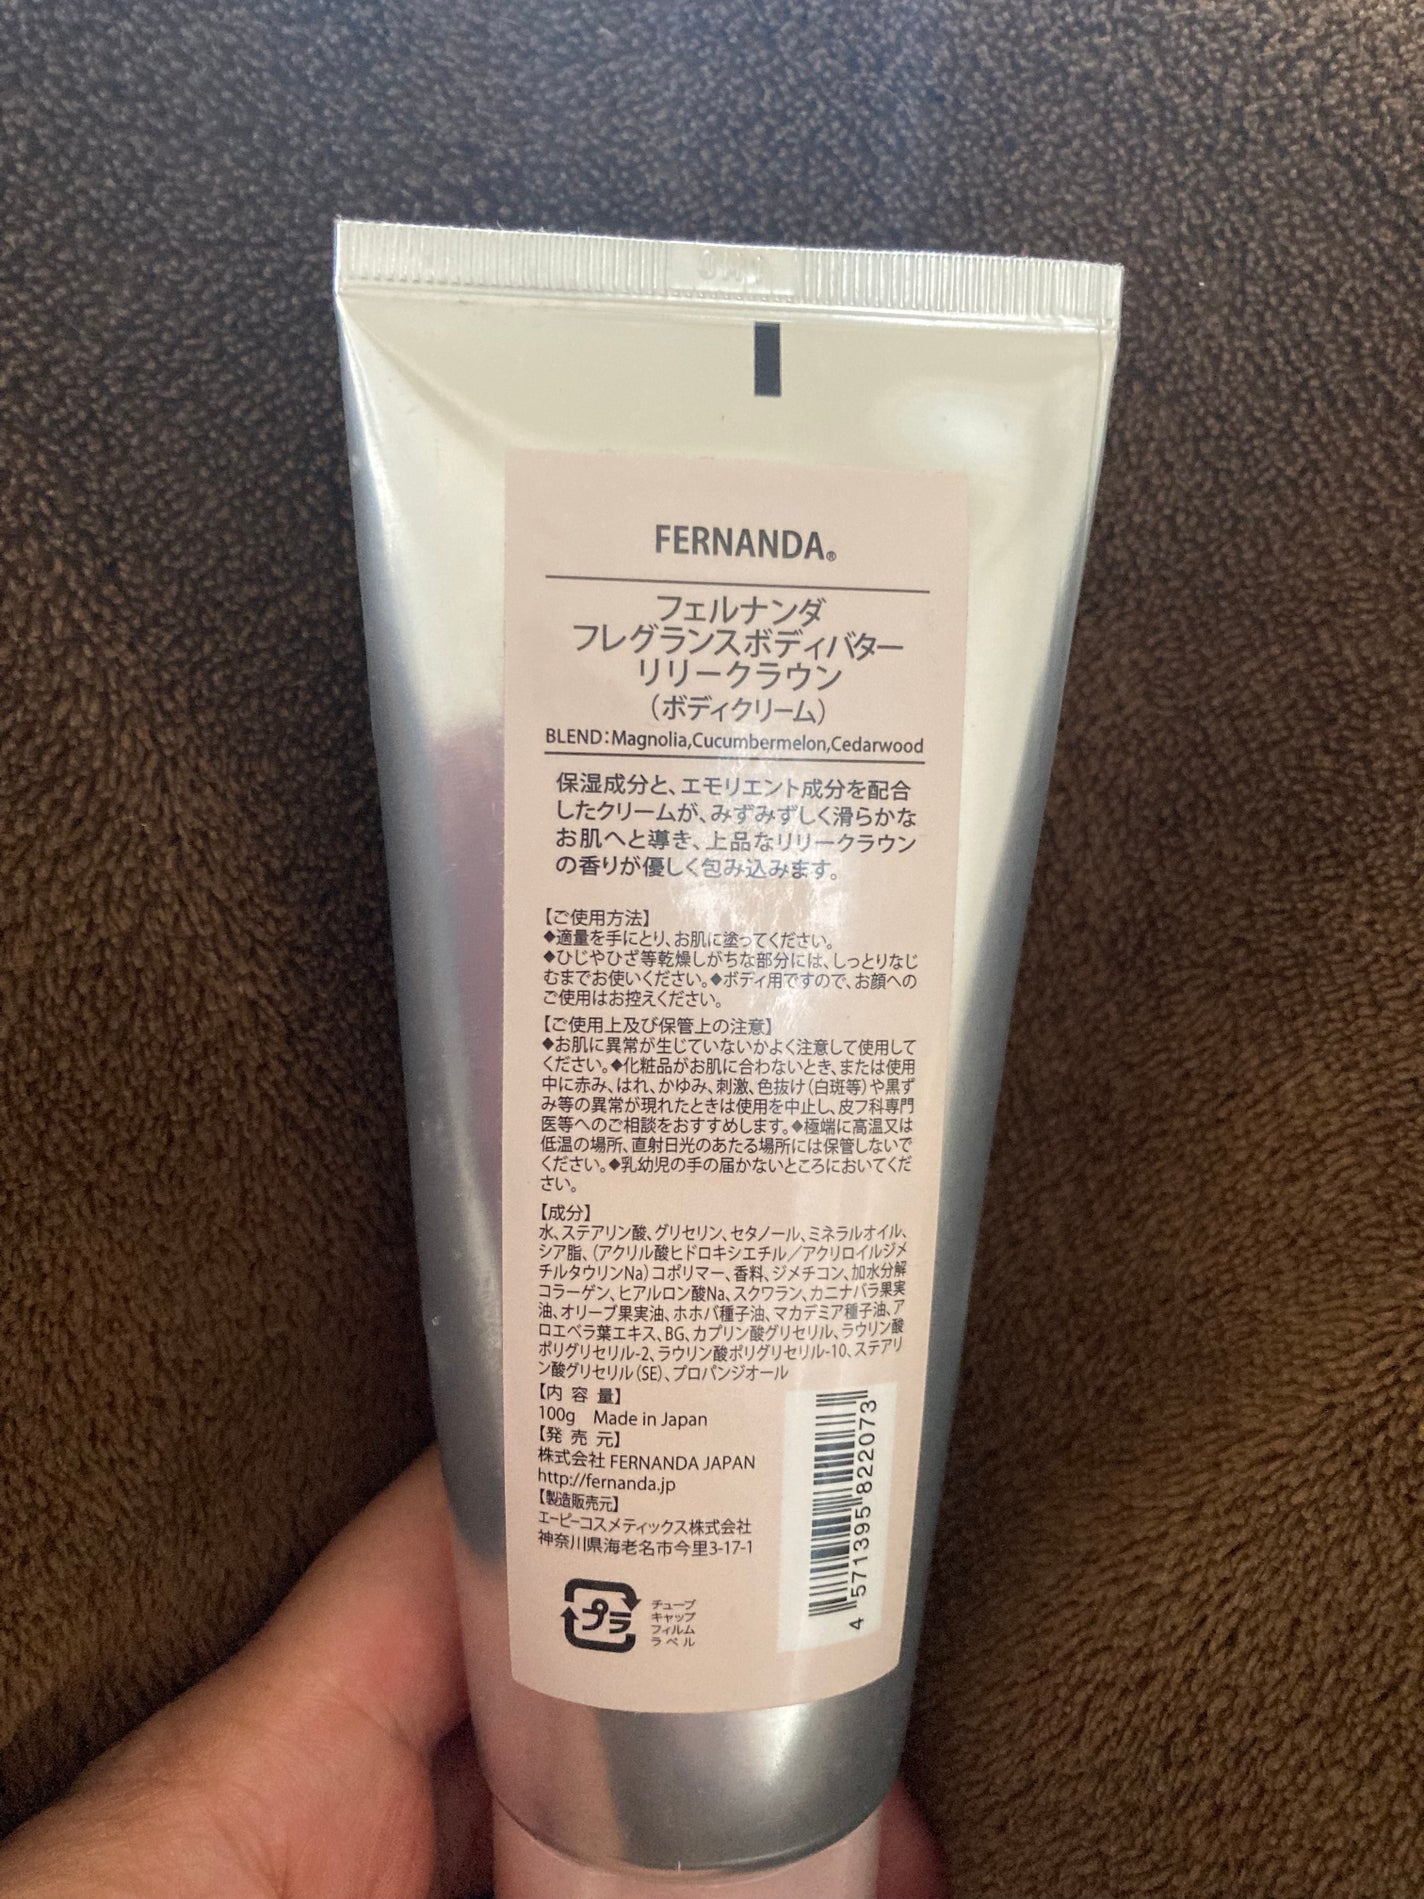 FERNANDA®
フェルナンダ
フレグランスボディバター
リリークラウン
（ボディクリーム）
BLEND：Magnolia,Cucumbermelon,Cedarwood
保湿成分と、エモリエント成分を配合
したクリームが、みずみずしく滑らかな
お肌へと導き、上品なリリークラウン
の香りが優しく包み込みます。
【ご使用方法】
◆適量を手にとり、お肌に塗ってください。
◆ひじやひざ等乾燥しがちな部分には、しっとりなじ
むまでお使いください。◆ボディ用ですので、お顔への
ご使用はお控えください。
【ご使用上及び保管上の注意】
◆お肌に異常が生じていないかよく注意して使用して
ください。◆化粧品がお肌に合わないとき、または使用
中に赤み、はれ、かゆみ、刺激、色抜け（白斑等）や黒ず
み等の異常が現れたときは使用を中止し、皮フ科専門
医等へのご相談をおすすめします。◆極端に高温又は
低温の場所、直射日光のあたる場所には保管しないで
ください。◆乳幼児の手の届かないところにおいてくだ
さい。
【成分】
水、ステアリン酸、グリセリン、セタノール、ミネラルオイル、
シア脂、（アクリル酸ヒドロキシエチル／アクリロイルジメ
チルタウリンNa）コポリマー、香料、ジメチコン、加水分解
コラーゲン、ヒアルロン酸Na、スクワラン、カニナバラ果実
油、オリーブ果実油、ホホバ種子油、マカデミア種子油、ア
ロエベラ葉エキス、BG、カプリン酸グリセリル、ラウリン酸
ポリグリセリル-2、ラウリン酸ポリグリセリル-10、ステアリ
ン酸グリセリル（SE）、プロパンジオール
【内 容 量】
100g Made in Japan
【発 売 元】
株式会社 FERNANDA JAPAN
http://fernanda.jp
【製造販売元】
エーピーコスメティックス株式会社
神奈川県海老名市今里3-17-1
プラ
チューブ
キャップ
フィルム
ラベル
4 571395 822073